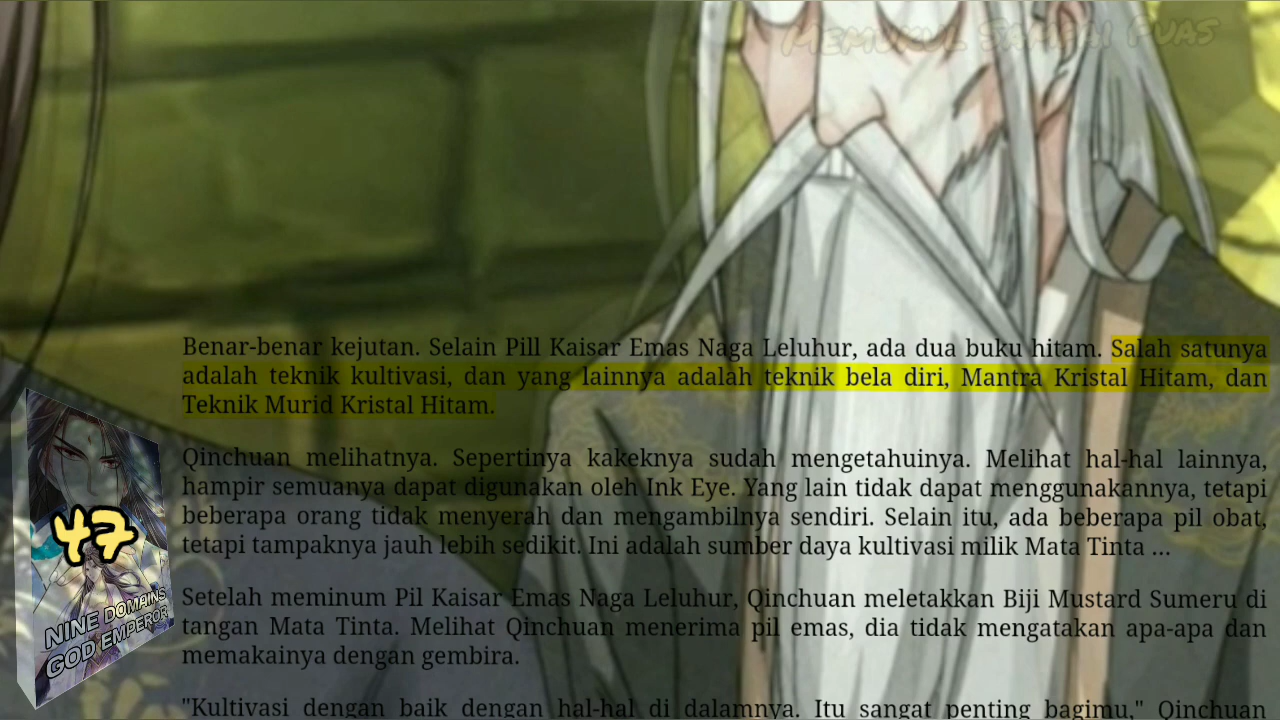 Memukul Sampai Puas
Benar-benar kejutan. Selain Pill Kaisar Emas Naga Leluhur, ada dua buku hitam. Salah satunya
adalah teknik kultivasi, dan yang lainnya adalah teknik bela diri, Mantra Kristal Hitam, dan
Teknik Murid Kristal Hitam.
Qinchuan melihatnya. Sepertinya kakeknya sudah mengetahuinya. Melihat hal-hal lainnya,
hampir semuanya dapat digunakan oleh Ink Eye. Yang lain tidak dapat menggunakannya, tetapi
beberapa orang tidak menyerah dan mengambilnya sendiri. Selain itu, ada beberapa pil obat,
tetapi tampaknya jauh lebih sedikit. Ini adalah sumber daya kultivasi milik Mata Tinta ...
Setelah meminum Pil Kaisar Emas Naga Leluhur, Qinchuan meletakkan Biji Mustard Sumeru di
tangan Mata Tinta. Melihat Qinchuan menerima pil emas, dia tidak mengatakan apa-apa dan
memakainya dengan gembira.
"Kultivasi dengan baik dengan hal-hal di dalamnya. Itu sangat penting bagimu," Qinchuan
47
NINE DOMAINS
GOD EMPEROR